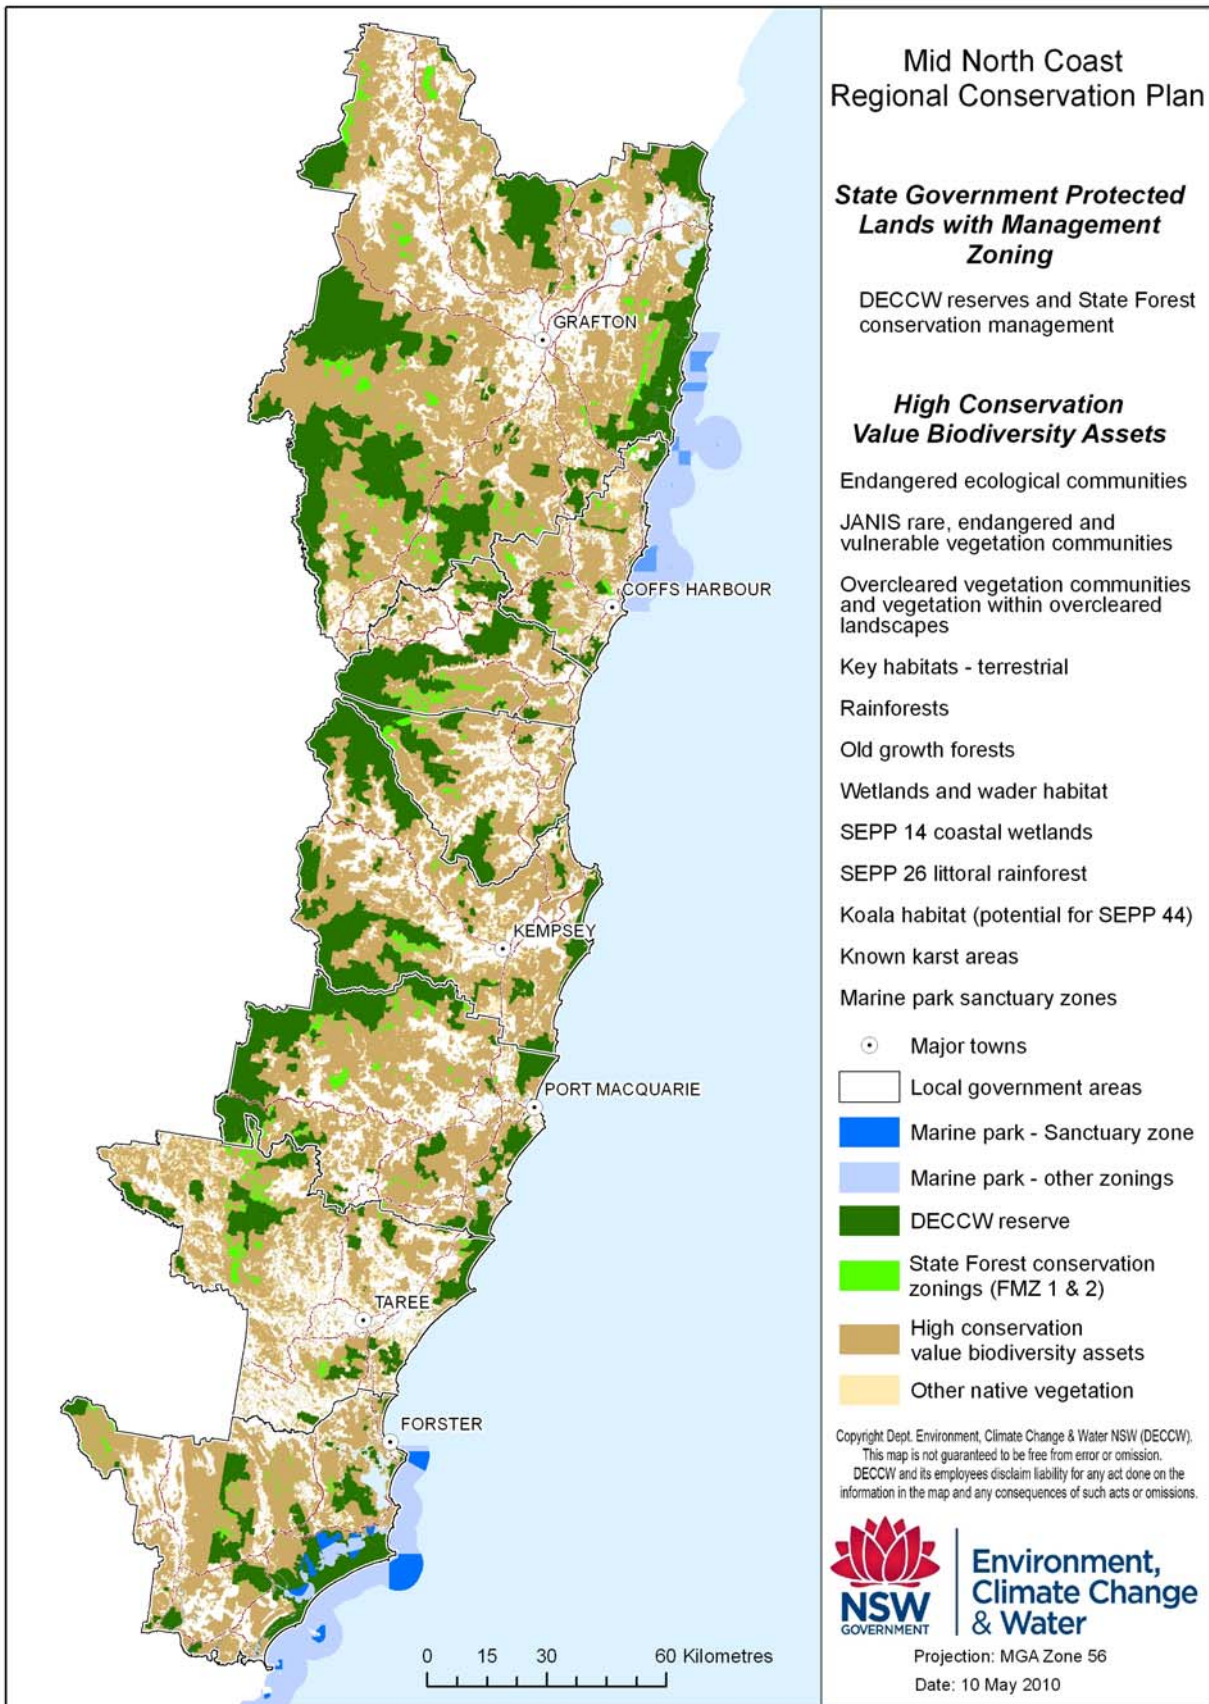 Mid North Coast
Regional Conservation Plan
State Government Protected
Lands with Management
Zoning
DECCW reserves and State Forest
conservation management
High Conservation
Value Biodiversity Assets
Endangered ecological communities
JANIS rare, endangered and
vulnerable vegetation communities
Overcleared vegetation communities
and vegetation within overcleared
landscapes
Key habitats - terrestrial
Rainforests
Old growth forests
Wetlands and wader habitat
SEPP 14 coastal wetlands
SEPP 26 littoral rainforest
Koala habitat (potential for SEPP 44)
Known karst areas
Marine park sanctuary zones
Major towns
Local government areas
Marine park - Sanctuary zone
Marine park - other zonings
DECCW reserve
State Forest conservation
zonings (FMZ 1 & 2)
High conservation
value biodiversity assets
Other native vegetation
Copyright Dept. Environment, Climate Change & Water NSW (DECCW).
This map is not guaranteed to be free from error or omission.
DECCW and its employees disclaim liability for any act done on the
information in the map and any consequences of such acts or omissions.
NSW
GOVERNMENT
Environment,
Climate Change
& Water
Projection: MGA Zone 56
Date: 10 May 2010
GRAFTON
COFFS HARBOUR
KEMPSEY
PORT MACQUARIE
TAREE
FORSTER
0 15 30 60 Kilometres